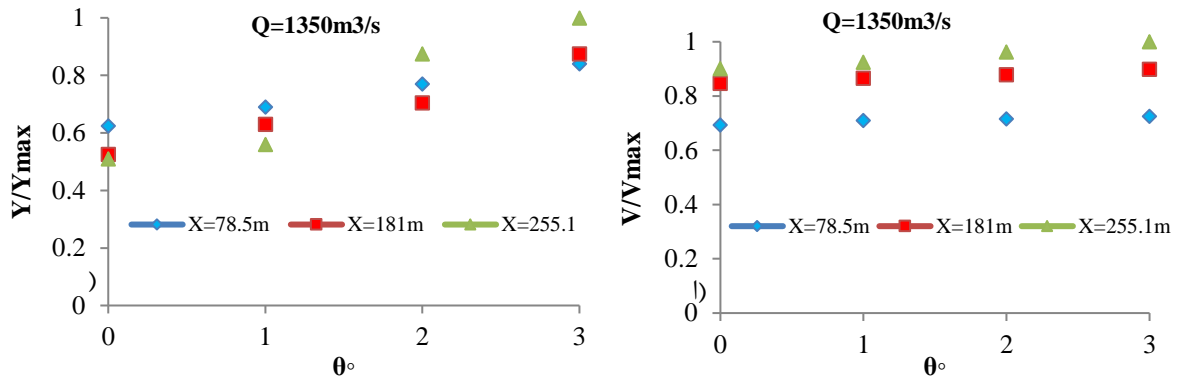 Q=1350m3/s
Y/Ymax
1
0.8
0.6
0.4
0.2
0
)
0 1 2 3
θ°
X=78.5m X=181m X=255.1
Q=1350m3/s
V/Vmax
1
0.8
0.6
0.4
0.2
0
0 1 2 3
θ°
X=78.5m X=181m X=255.1m